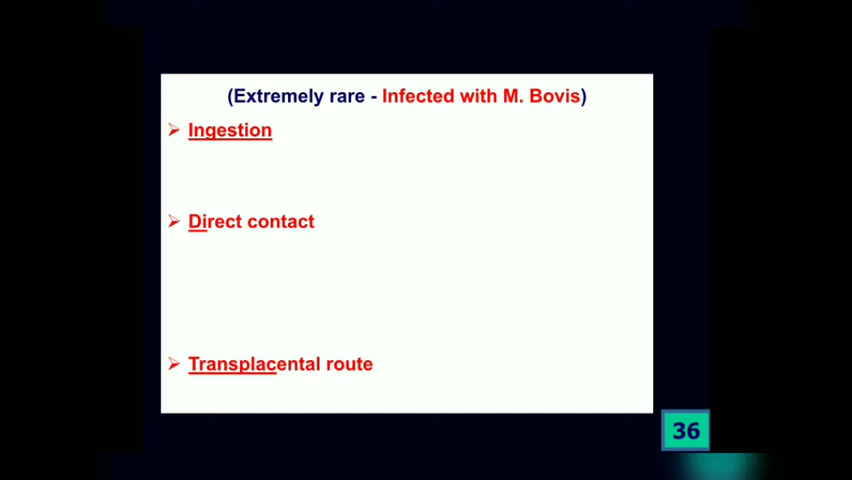 (Extremely rare - Infected with M. Bovis)
Ingestion
Direct contact
Transplacental route
36